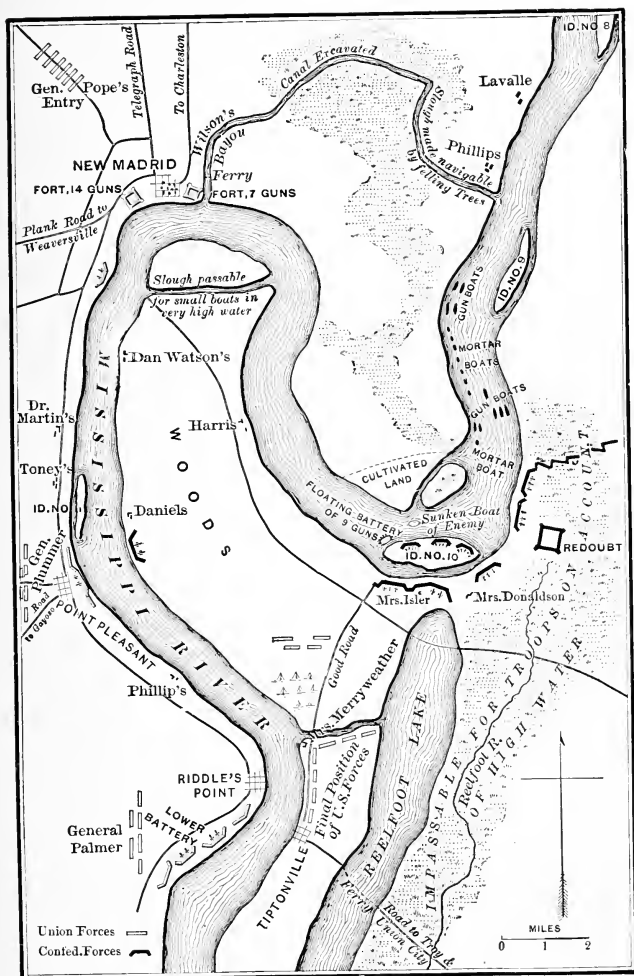 ID. NO 8
Gen. Pope's
Entry
Telegraph Road
To Charleston
Wilson's
Bayou
Canal Excavated
Slough made navigable
by felling Trees
Lavalle
Phillips
NEW MADRID
FORT, 14 GUNS
Ferry
FORT, 7 GUNS
Plank Road to
Weaversville
Slough passable
for small boats in
very high water
ID. NO. 9
GUN BOATS
MORTAR
BOATS
GUN BOATS
MORTAR
BOAT
Dan Watson's
Dr.
Martin's
Harris
WOODS
Toney's
ID. NO
Daniels
CULTIVATED
LAND
FLOATING BATTERY
OF 9 GUNS
Sunken Boat
of Enemy
ID. NO. 10
REDOUBT
Gen.
Plummer
Road
to Gayoso
POINT PLEASANT
Mrs. Isler
Mrs. Donaldson
MISSISSIPPI RIVER
Phillip's
Good Road
Merryweather
RIDDLE'S
POINT
LOWER
BATTERY
General
Palmer
Final Position
of U.S. Forces
TIPTONVILLE
REELFOOT LAKE
IMPASSABLE FOR TROOPS ON ACCOUNT
OF HIGH WATER
Redfoot R.
Ferry
Road to Troy &
Union City
Union Forces
Confed. Forces
MILES
0 1 2